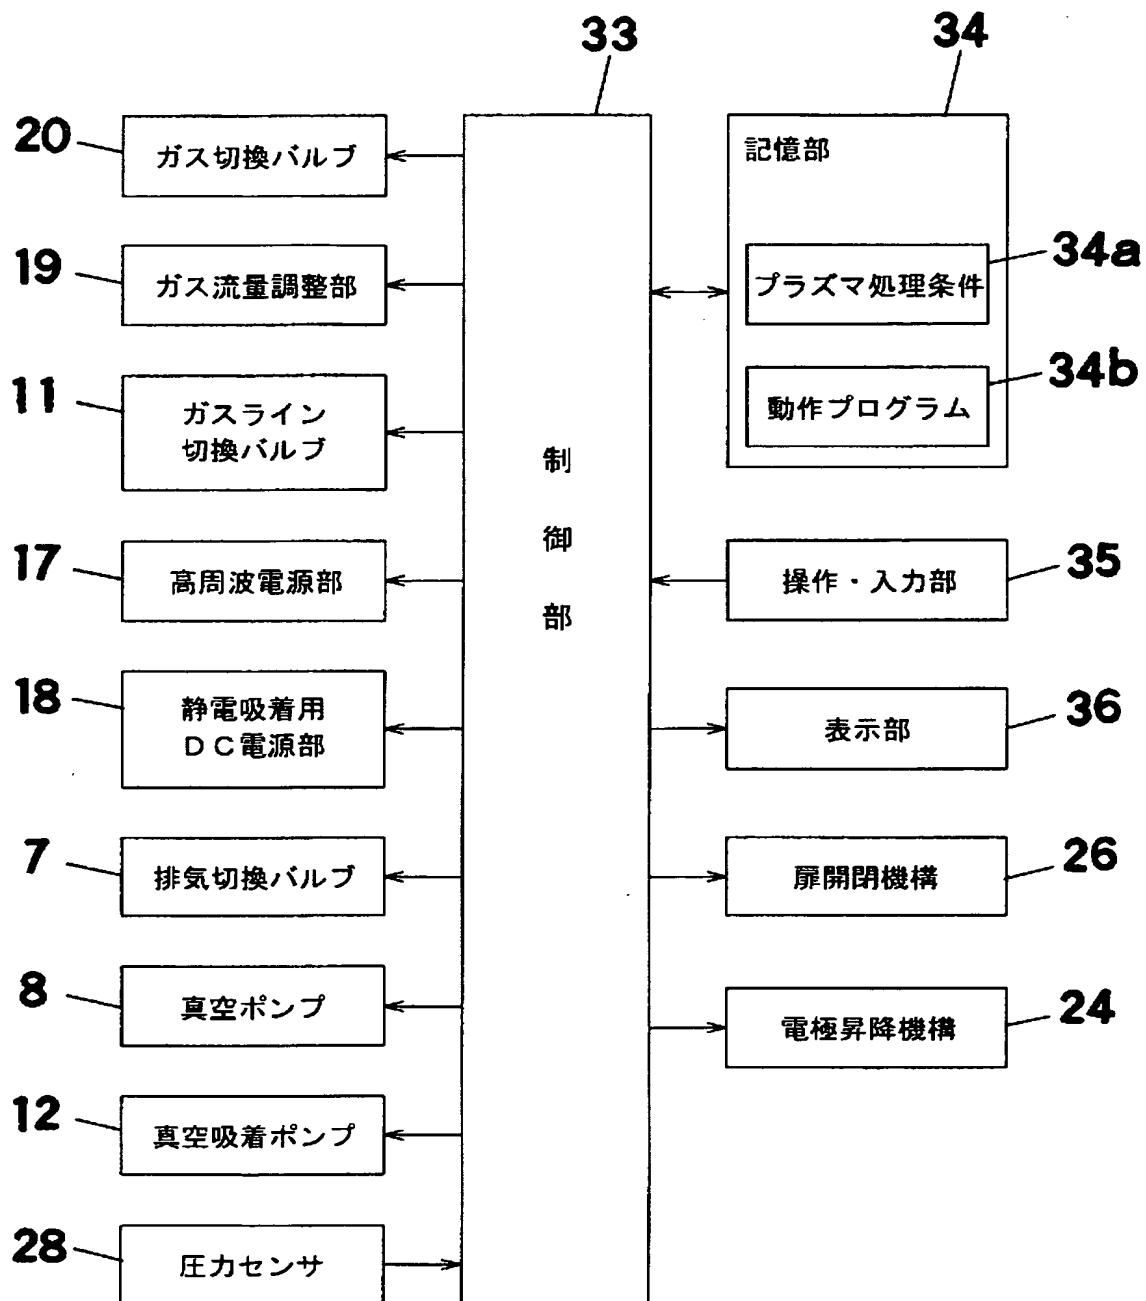 33
34
20
ガス切換バルブ
記憶部
19
ガス流量調整部
34a
プラズマ処理条件
11
ガスライン
切換バルブ
34b
動作プログラム
制
御
部
17
高周波電源部
操作・入力部
35
18
静電吸着用
DC電源部
表示部
36
7
排気切換バルブ
扉開閉機構
26
8
真空ポンプ
電極昇降機構
24
12
真空吸着ポンプ
28
圧力センサ